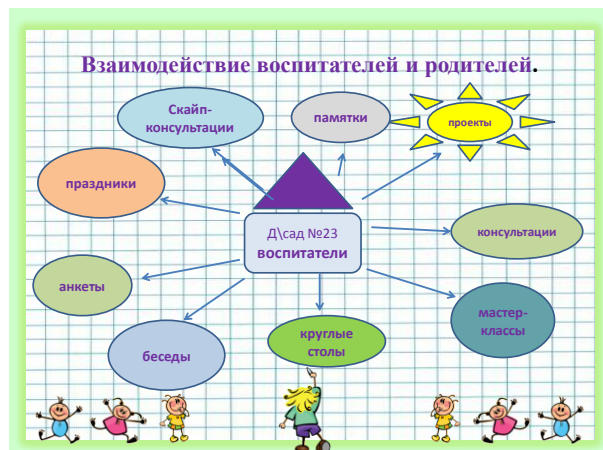 Взаимодействие воспитателей и родителей.
Скайп-
консультации
памятки
проекты
праздники
Д\сад №23
воспитатели
консультации
анкеты
мастер-
классы
круглые
столы
беседы